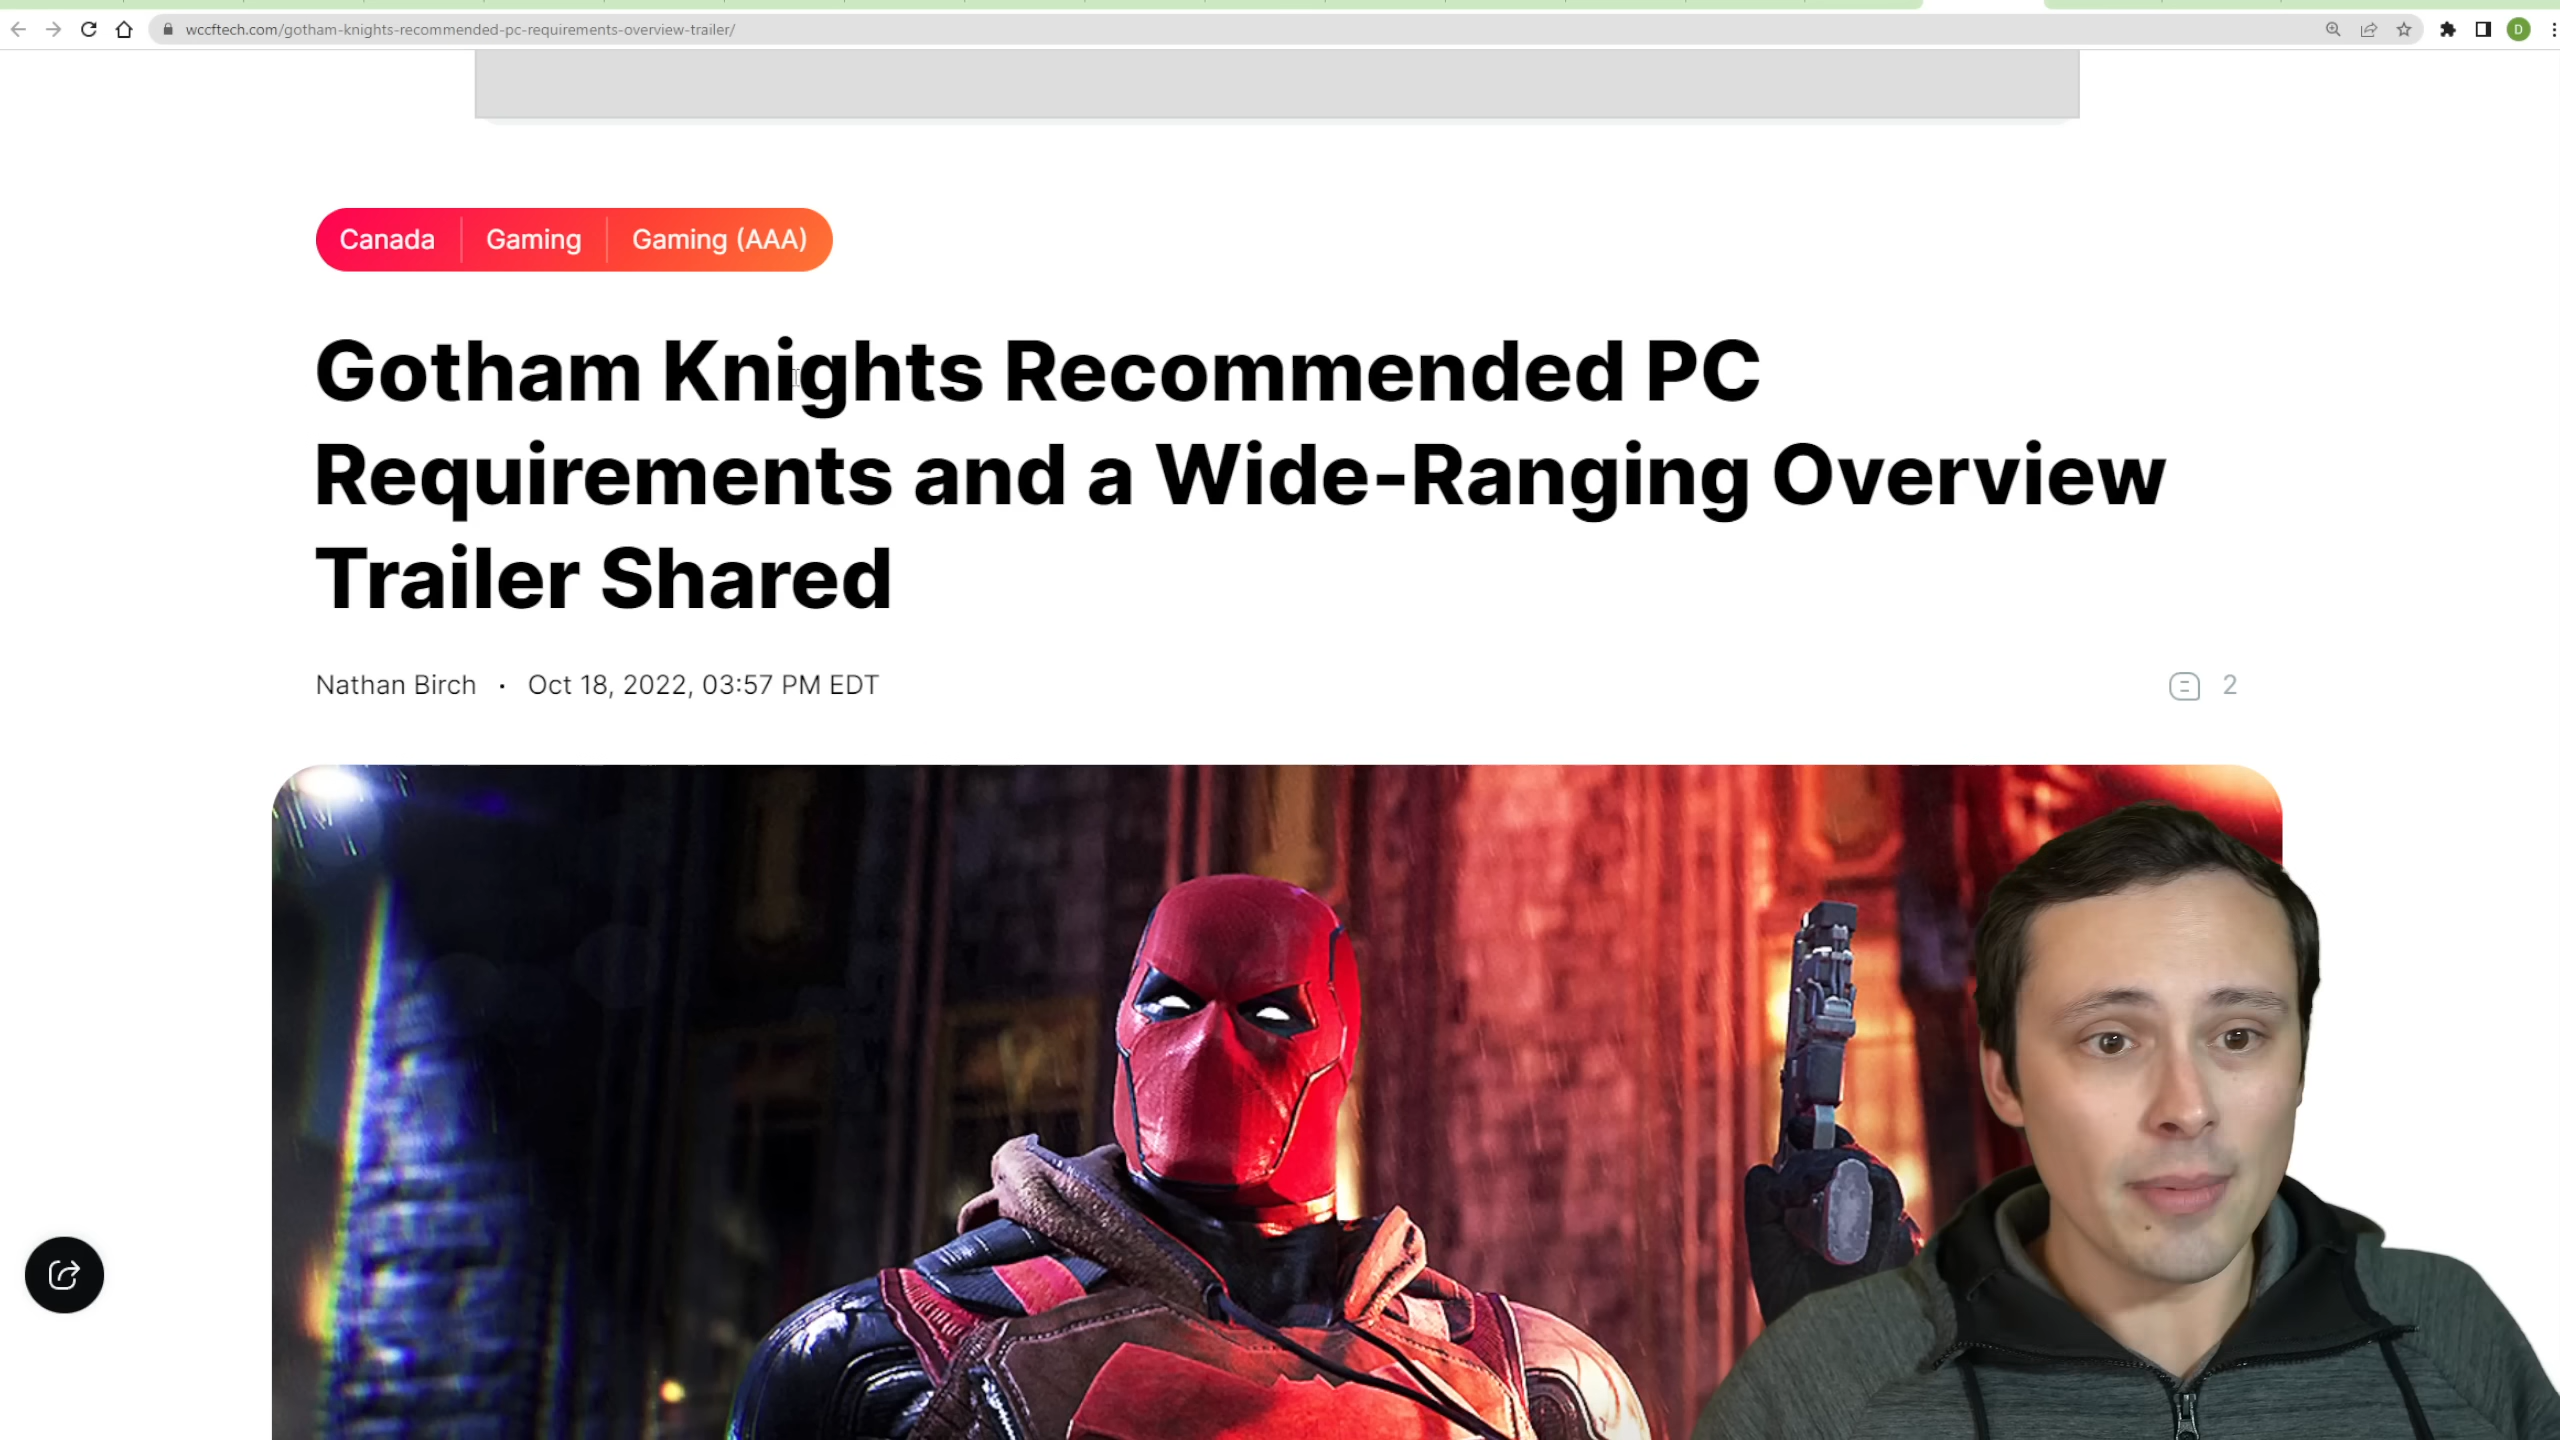 wccftech.com/gotham-knights-recommended-pc-requirements-overview-trailer/
D
Canada Gaming Gaming (AAA)
Gotham Knights Recommended PC
Requirements and a Wide-Ranging Overview
Trailer Shared
Nathan Birch · Oct 18, 2022, 03:57 PM EDT
2